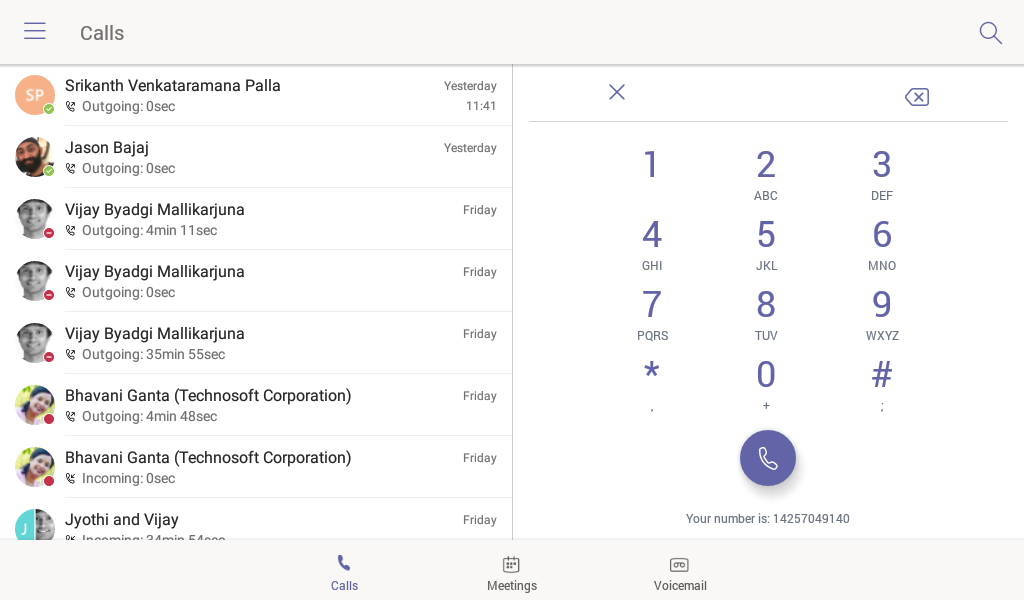 Calls
SP
Srikanth Venkataramana Palla
Yesterday
Outgoing: 0sec
11:41
Jason Bajaj
Yesterday
Outgoing: 0sec
Vijay Byadgi Mallikarjuna
Friday
Outgoing: 4min 11sec
Vijay Byadgi Mallikarjuna
Friday
Outgoing: 0sec
Vijay Byadgi Mallikarjuna
Friday
Outgoing: 35min 55sec
Bhavani Ganta (Technosoft Corporation)
Friday
Outgoing: 4min 48sec
Bhavani Ganta (Technosoft Corporation)
Friday
Incoming: 0sec
J
Jyothi and Vijay
Friday
Incoming: 34min 54sec
1 2 3
ABC DEF
4 5 6
GHI JKL MNO
7 8 9
PQRS TUV WXYZ
* 0 #
, + ;
Your number is: 14257049140
Calls Meetings Voicemail